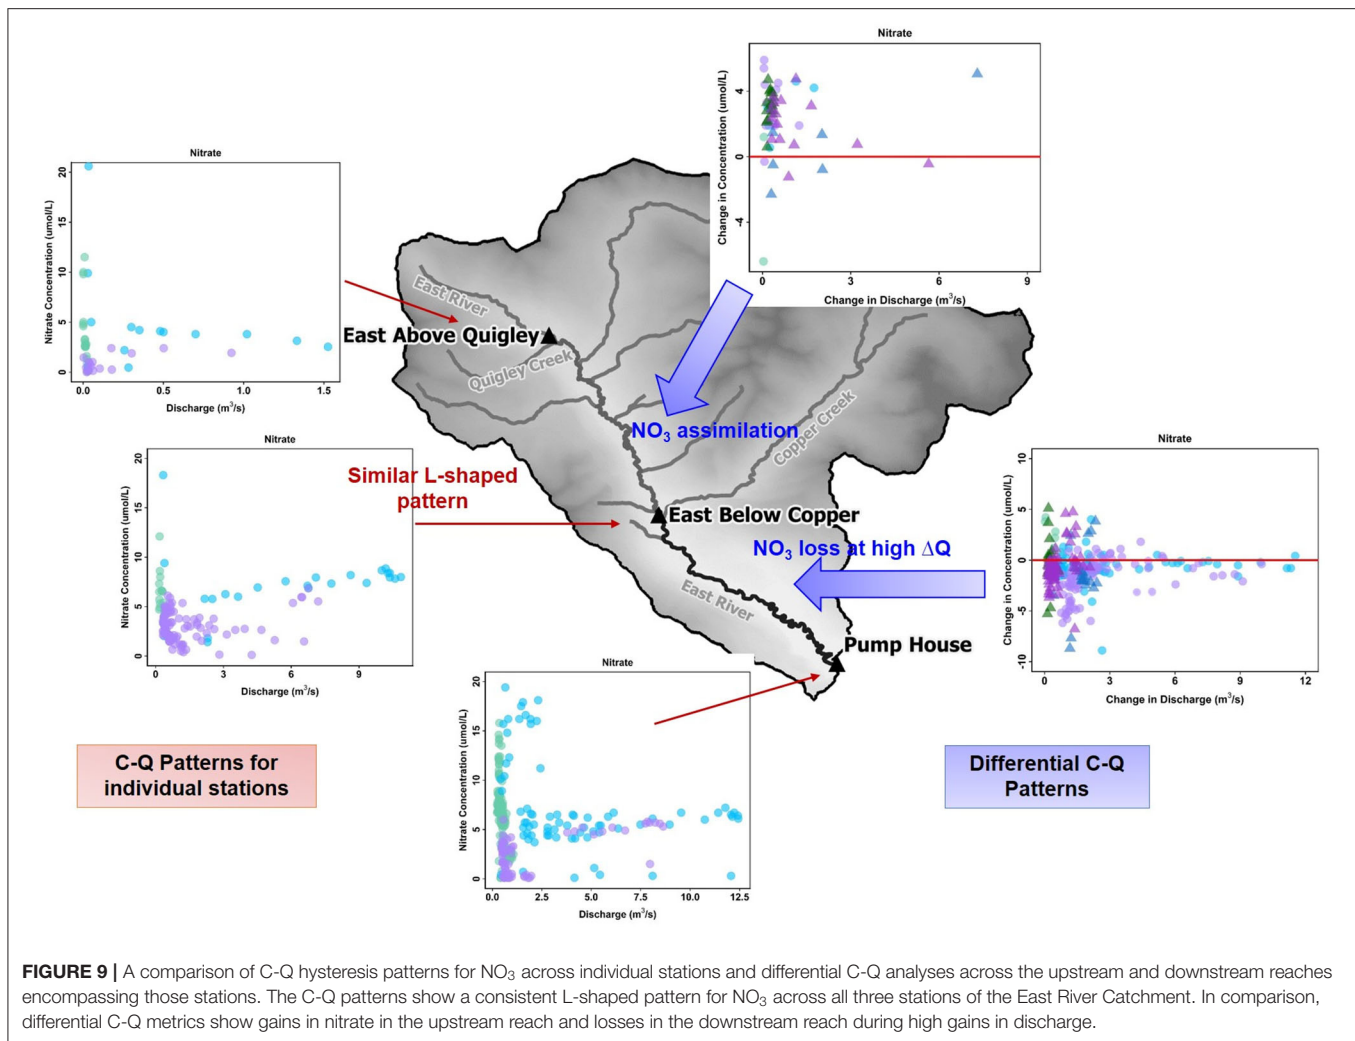 Nitrate
Change in Concentration (umol/L)
4
0
-4
0
3
6
9
Change in Discharge (m³/s)
Nitrate
Nitrate Concentration (umol/L)
20
15
10
5
0
0.0
0.5
1.0
1.5
Discharge (m³/s)
East River
East Above Quigley
Quigley Creek
NO₃ assimilation
Copper Creek
Nitrate
Nitrate Concentration (umol/L)
20
15
10
5
0
0
3
6
9
Discharge (m³/s)
Similar L-shaped
pattern
East Below Copper
NO₃ loss at high ΔQ
East River
Pump House
Nitrate
Change in Concentration (umol/L)
10
5
0
-5
-10
0
3
6
9
12
Change in Discharge (m³/s)
Nitrate
Nitrate Concentration (umol/L)
20
15
10
5
0
0.0
2.5
5.0
7.5
10.0
12.5
Discharge (m³/s)
C-Q Patterns for
individual stations
Differential C-Q
Patterns
FIGURE 9 | A comparison of C-Q hysteresis patterns for NO₃ across individual stations and differential C-Q analyses across the upstream and downstream reaches
encompassing those stations. The C-Q patterns show a consistent L-shaped pattern for NO₃ across all three stations of the East River Catchment. In comparison,
differential C-Q metrics show gains in nitrate in the upstream reach and losses in the downstream reach during high gains in discharge.